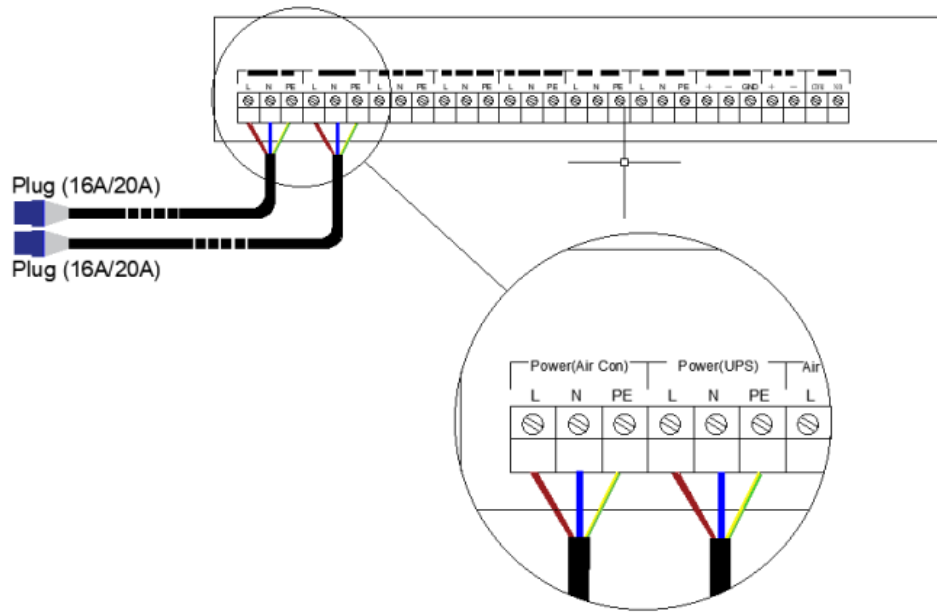 L N PE L N PE L N PE L N PE L N PE L N PE L N PE + − GND + −
Plug (16A/20A)
Plug (16A/20A)
Power(Air Con) Power(UPS) Air
L N PE L N PE L